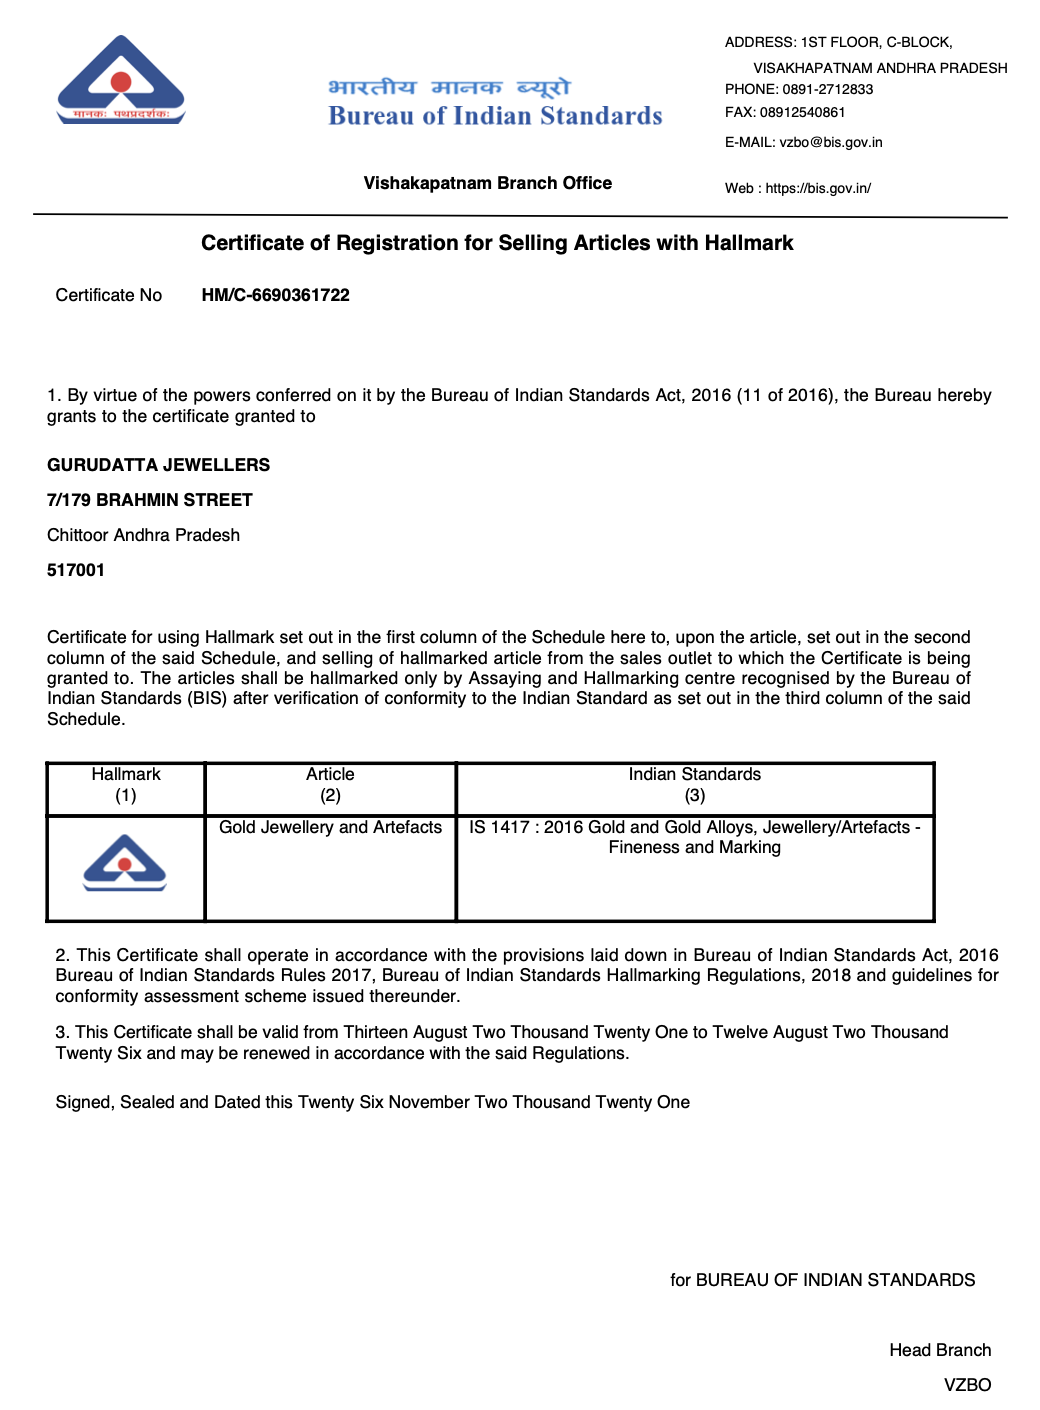 मानकः पथप्रदर्शकः
भारतीय मानक ब्यूरो
Bureau of Indian Standards
Vishakapatnam Branch Office
ADDRESS: 1ST FLOOR, C-BLOCK,
VISAKHAPATNAM ANDHRA PRADESH
PHONE: 0891-2712833
FAX: 08912540861
E-MAIL: vzbo@bis.gov.in
Web : https://bis.gov.in/
Certificate of Registration for Selling Articles with Hallmark
Certificate No HM/C-6690361722
1. By virtue of the powers conferred on it by the Bureau of Indian Standards Act, 2016 (11 of 2016), the Bureau hereby
grants to the certificate granted to
GURUDATTA JEWELLERS
7/179 BRAHMIN STREET
Chittoor Andhra Pradesh
517001
Certificate for using Hallmark set out in the first column of the Schedule here to, upon the article, set out in the second
column of the said Schedule, and selling of hallmarked article from the sales outlet to which the Certificate is being
granted to. The articles shall be hallmarked only by Assaying and Hallmarking centre recognised by the Bureau of
Indian Standards (BIS) after verification of conformity to the Indian Standard as set out in the third column of the said
Schedule.
Hallmark Article Indian Standards
(1) (2) (3)
Gold Jewellery and Artefacts IS 1417 : 2016 Gold and Gold Alloys, Jewellery/Artefacts -
Fineness and Marking
2. This Certificate shall operate in accordance with the provisions laid down in Bureau of Indian Standards Act, 2016
Bureau of Indian Standards Rules 2017, Bureau of Indian Standards Hallmarking Regulations, 2018 and guidelines for
conformity assessment scheme issued thereunder.
3. This Certificate shall be valid from Thirteen August Two Thousand Twenty One to Twelve August Two Thousand
Twenty Six and may be renewed in accordance with the said Regulations.
Signed, Sealed and Dated this Twenty Six November Two Thousand Twenty One
for BUREAU OF INDIAN STANDARDS
Head Branch
VZBO